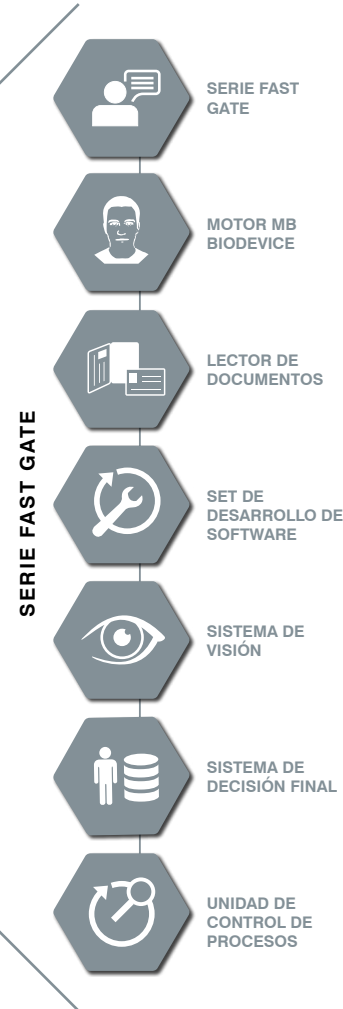 SERIE FAST GATE
SERIE FAST
GATE
MOTOR MB
BIODEVICE
LECTOR DE
DOCUMENTOS
SET DE
DESARROLLO DE
SOFTWARE
SISTEMA DE
VISIÓN
SISTEMA DE
DECISIÓN FINAL
UNIDAD DE
CONTROL DE
PROCESOS